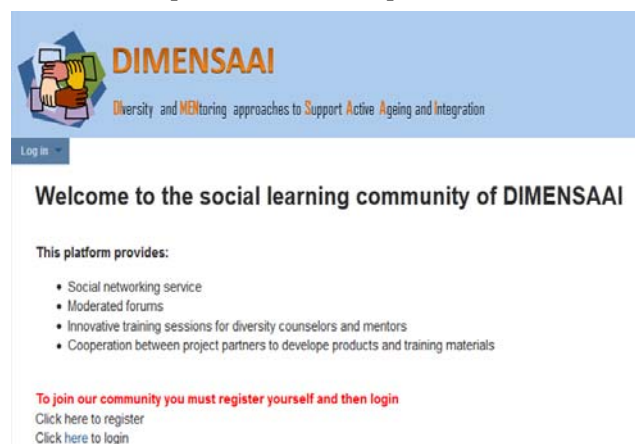 DIMENSAAI
DIversity and MENtoring approaches to Support Active Ageing and Integration
Log in
Welcome to the social learning community of DIMENSAAI
This platform provides:
• Social networking service
• Moderated forums
• Innovative training sessions for diversity counselors and mentors
• Cooperation between project partners to develope products and training materials
To join our community you must register yourself and then login
Click here to register
Click here to login